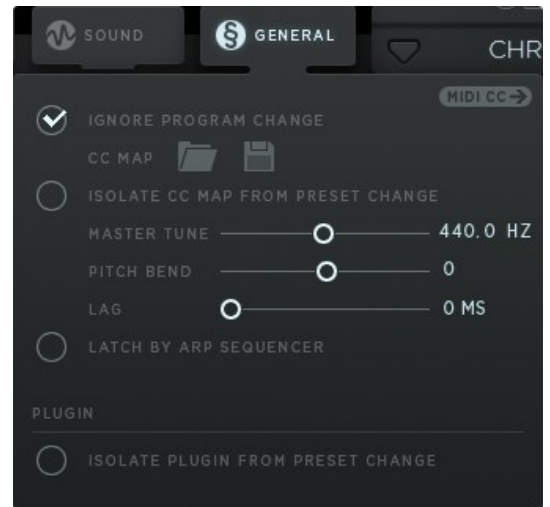 SOUND
GENERAL
CHR
MIDI CC
IGNORE PROGRAM CHANGE
CC MAP
ISOLATE CC MAP FROM PRESET CHANGE
MASTER TUNE 440.0 HZ
PITCH BEND 0
LAG 0 MS
LATCH BY ARP SEQUENCER
PLUGIN
ISOLATE PLUGIN FROM PRESET CHANGE